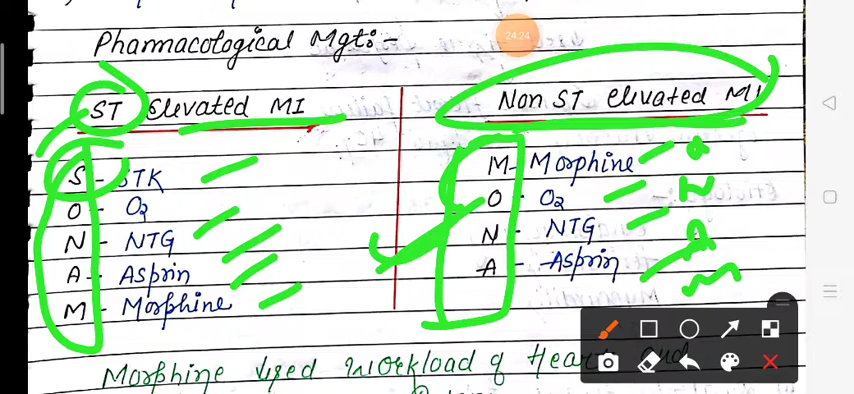 24:24
Pharmacological Mgt:-
ST Elevated MI
S - STK
O - O₂
N - NTG
A - Asprin
M - Morphine
Non ST elevated MI
M - Morphine
O - O₂
N - NTG
A - Asprin
O
N
A
M
Morphine used workload of Heart and